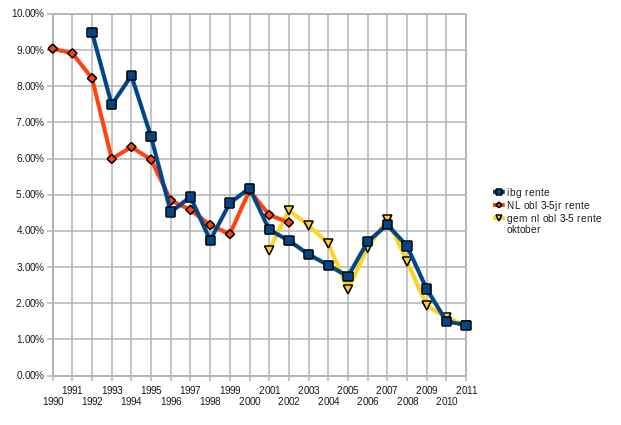 10.00%
9.00%
8.00%
7.00%
6.00%
5.00%
4.00%
3.00%
2.00%
1.00%
0.00%
1991 1993 1995 1997 1999 2001 2003 2005 2007 2009 2011
1990 1992 1994 1996 1998 2000 2002 2004 2006 2008 2010
ibg rente
NL obl 3-5jr rente
gem nl obl 3-5 rente
oktober